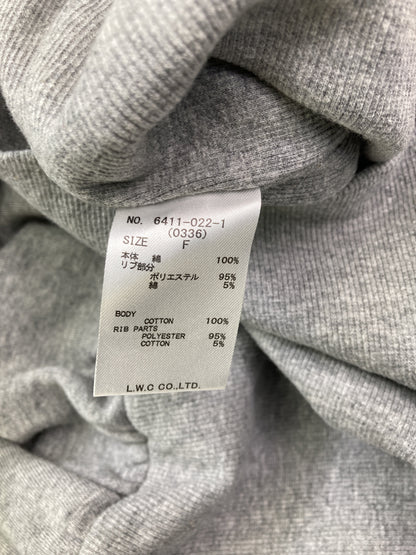 NO. 6411-022-1
(0336)
SIZE F
本体 綿 100%
リブ部分
ポリエステル 95%
綿 5%
BODY
COTTON 100%
RIB PARTS
POLYESTER 95%
COTTON 5%
L.W.C CO.,LTD.